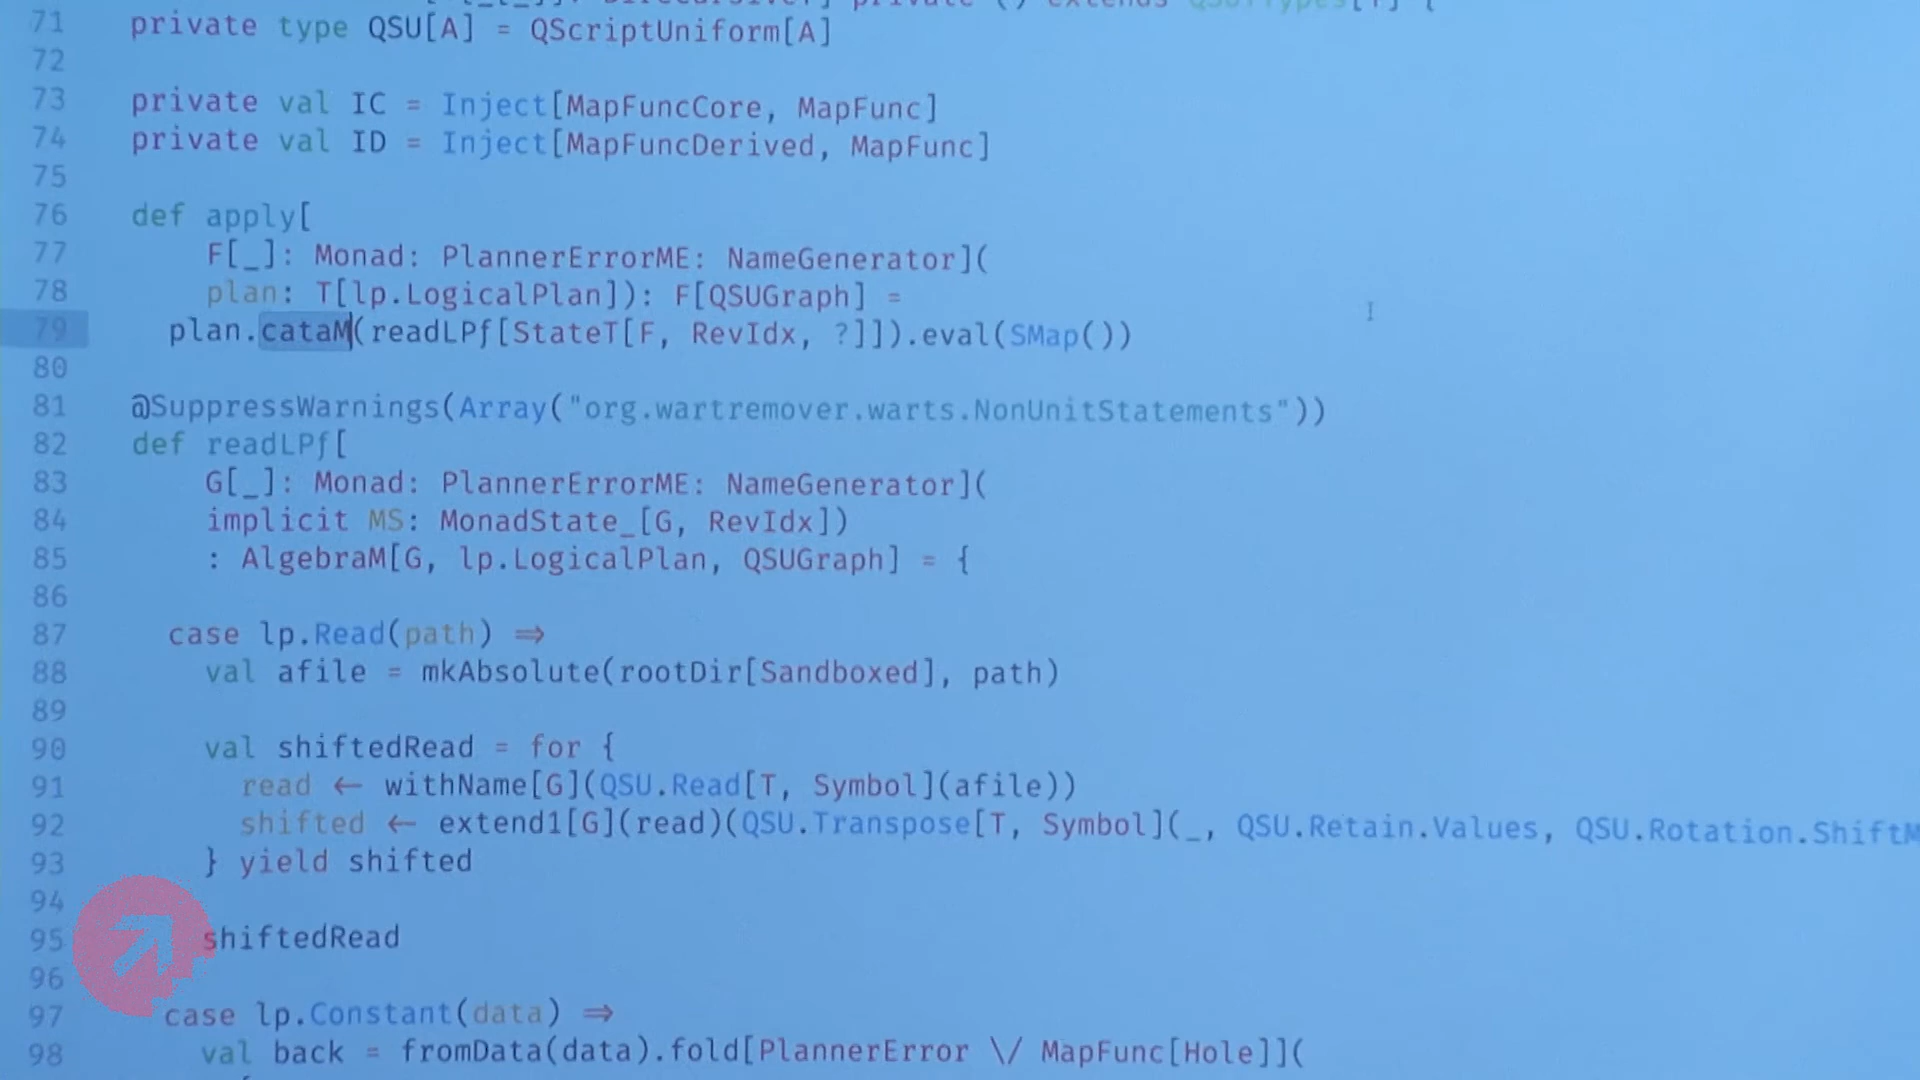 71 private type QSU[A] = QScriptUniform[A]
72
73 private val IC = Inject[MapFuncCore, MapFunc]
74 private val ID = Inject[MapFuncDerived, MapFunc]
75
76 def apply[
77 F[_]: Monad: PlannerErrorME: NameGenerator](
78 plan: T[lp.LogicalPlan]): F[QSUGraph] =
79 plan.cataM(readLPƒ[StateT[F, RevIdx, ?]]).eval(SMap())
80
81 @SuppressWarnings(Array("org.wartremover.warts.NonUnitStatements"))
82 def readLPƒ[
83 G[_]: Monad: PlannerErrorME: NameGenerator](
84 implicit MS: MonadState_[G, RevIdx])
85 : AlgebraM[G, lp.LogicalPlan, QSUGraph] = {
86
87 case lp.Read(path) ⇒
88 val afile = mkAbsolute(rootDir[Sandboxed], path)
89
90 val shiftedRead = for {
91 read ← withName[G](QSU.Read[T, Symbol](afile))
92 shifted ← extend1[G](read)(QSU.Transpose[T, Symbol](_, QSU.Retain.Values, QSU.Rotation.ShiftM
93 } yield shifted
94
95 shiftedRead
96
97 case lp.Constant(data) ⇒
98 val back = fromData(data).fold[PlannerError \/ MapFunc[Hole]](